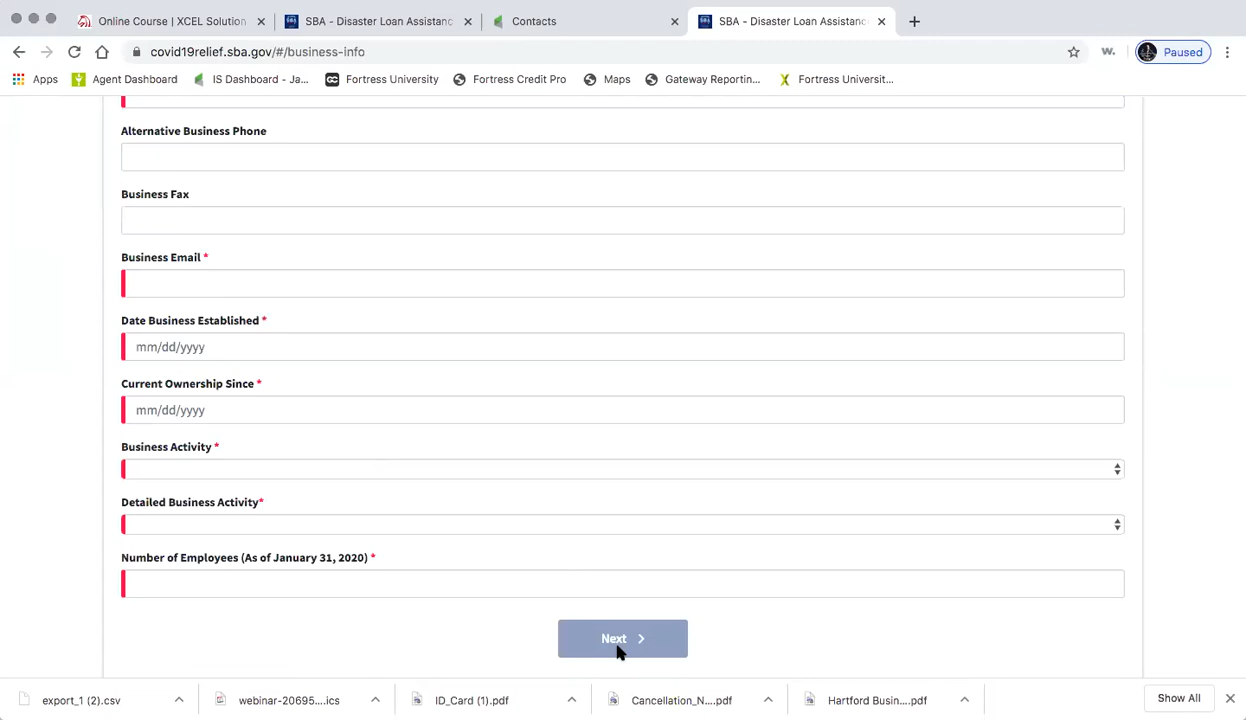 Online Course | XCEL Solution
SBA - Disaster Loan Assistanc
Contacts
SBA - Disaster Loan Assistanc
covid19relief.sba.gov/#/business-info
W.
Paused
Apps
Agent Dashboard
IS Dashboard - Ja...
Fortress University
Fortress Credit Pro
Maps
Gateway Reportin...
Fortress Universit...
Alternative Business Phone
Business Fax
Business Email *
Date Business Established *
mm/dd/yyyy
Current Ownership Since *
mm/dd/yyyy
Business Activity *
Detailed Business Activity*
Number of Employees (As of January 31, 2020) *
Next
export_1 (2).csv
webinar-20695....ics
ID_Card (1).pdf
Cancellation_N....pdf
Hartford Busin....pdf
Show All